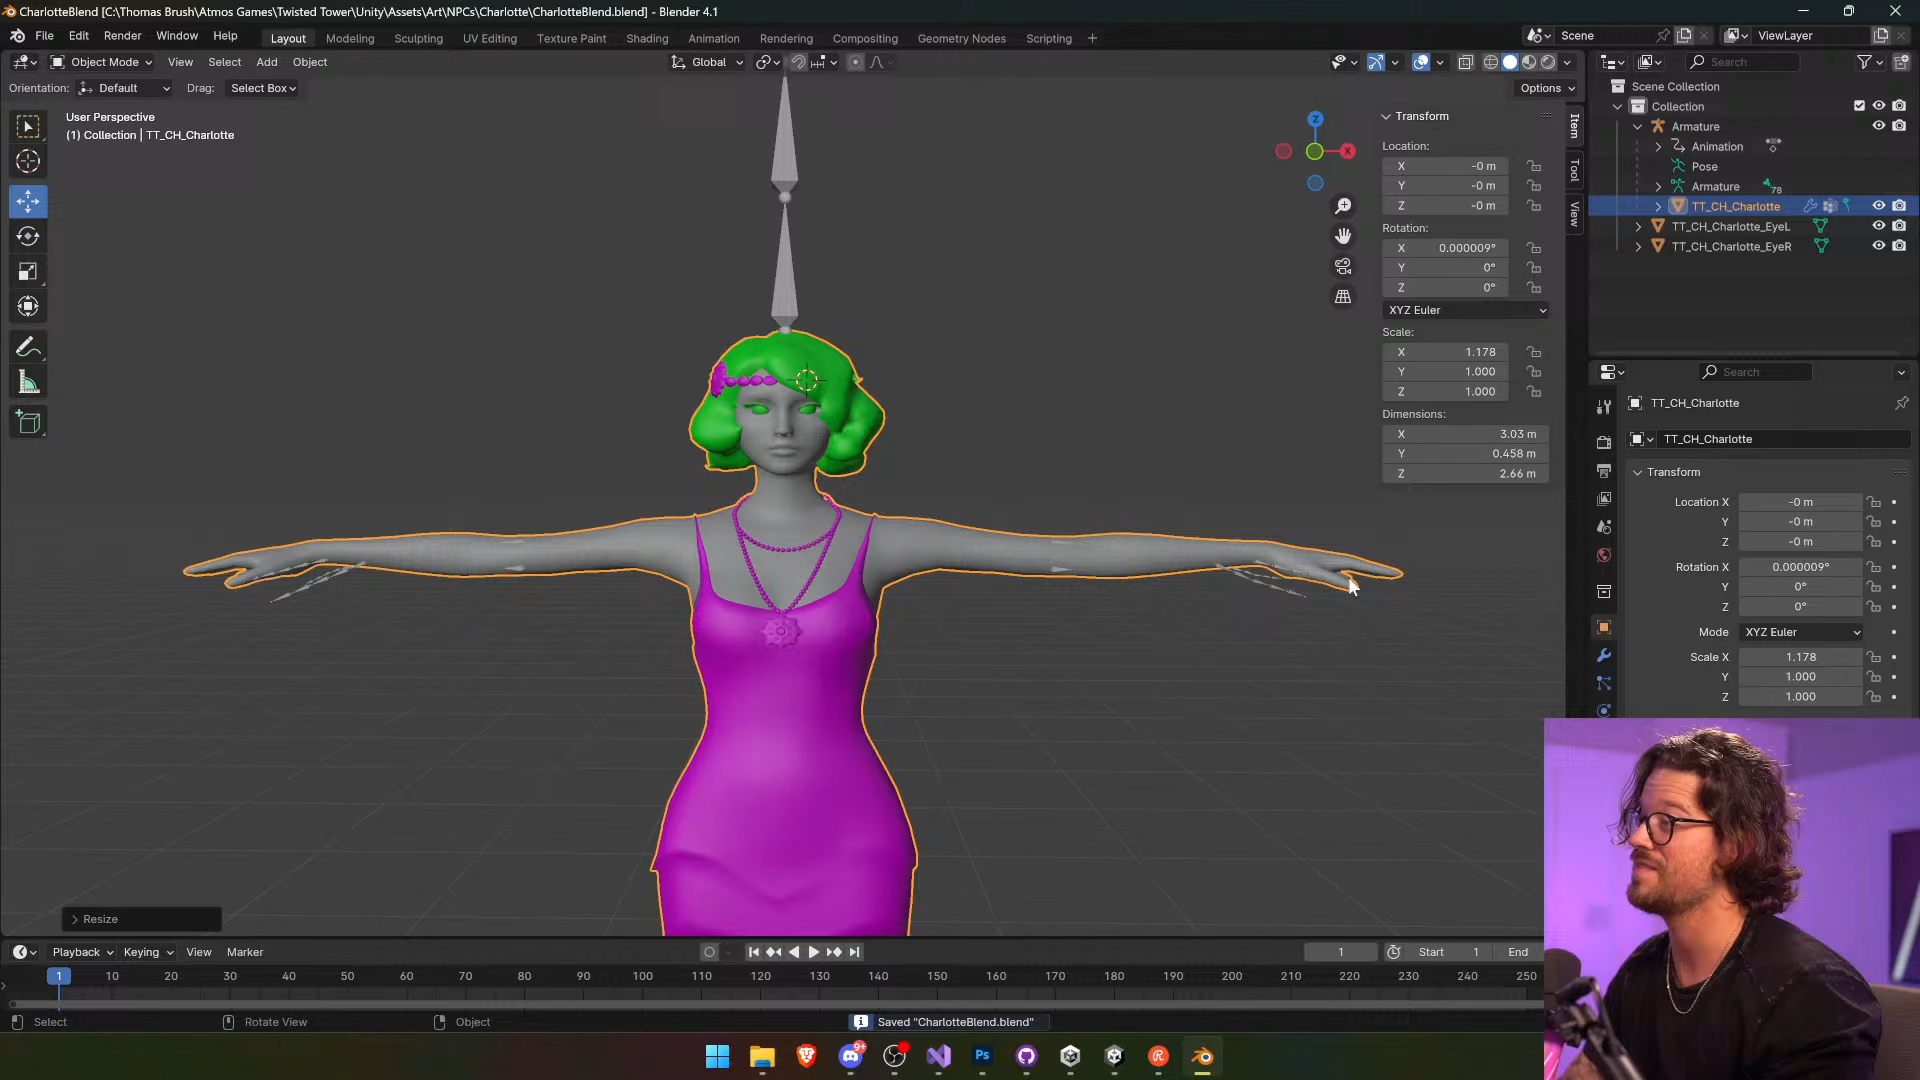 CharlotteBlend [C:\Thomas Brush\Atmos Games\Twisted Tower\Unity\Assets\Art\NPCs\Charlotte\CharlotteBlend.blend] - Blender 4.1
File Edit Render Window Help
Layout Modeling Sculpting UV Editing Texture Paint Shading Animation Rendering Compositing Geometry Nodes Scripting +
Scene
ViewLayer
Object Mode View Select Add Object
Global
Search
Orientation: Default Drag: Select Box
Options
User Perspective
(1) Collection | TT_CH_Charlotte
Z
X
Transform
Location:
X -0 m
Y -0 m
Z -0 m
Rotation:
X 0.000009°
Y 0°
Z 0°
XYZ Euler
Scale:
X 1.178
Y 1.000
Z 1.000
Dimensions:
X 3.03 m
Y 0.458 m
Z 2.66 m
Item
Tool
View
Scene Collection
Collection
Armature
Animation
Pose
Armature 78
TT_CH_Charlotte
TT_CH_Charlotte_EyeL
TT_CH_Charlotte_EyeR
Search
TT_CH_Charlotte
TT_CH_Charlotte
Transform
Location X -0 m
Y -0 m
Z -0 m
Rotation X 0.000009°
Y 0°
Z 0°
Mode XYZ Euler
Scale X 1.178
Y 1.000
Z 1.000
Resize
Playback Keying View Marker
1 Start 1 End
1 10 20 30 40 50 60 70 80 90 100 110 120 130 140 150 160 170 180 190 200 210 220 230 240 250
Select Rotate View Object
Saved "CharlotteBlend.blend"
9+
Ps